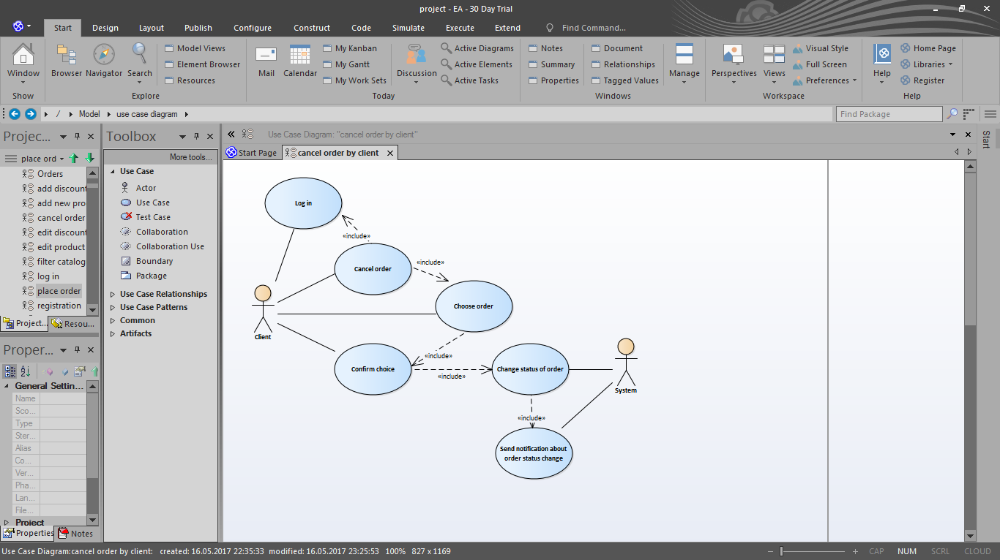 project - EA - 30 Day Trial
Start Design Layout Publish Configure Construct Code Simulate Execute Extend Find Command...
Window Browser Navigator Search Model Views Element Browser Resources Mail Calendar My Kanban My Gantt My Work Sets Discussion Active Diagrams Active Elements Active Tasks Notes Summary Properties Document Relationships Tagged Values Manage Perspectives Views Visual Style Full Screen Preferences Help Home Page Libraries Register
Show Explore Today Windows Workspace Help
/ Model use case diagram Find Package
Projec...
place ord
Orders
add discount
add new pro
cancel order
edit discount
edit product
filter catalog
log in
place order
registration
Project... Resou...
Proper...
General Settin...
Name
Sco...
Type
Ster...
Alias
Co...
Ver...
Pha...
Lan...
File...
Project
Properties Notes
Toolbox
More tools...
Use Case
Actor
Use Case
Test Case
Collaboration
Collaboration Use
Boundary
Package
Use Case Relationships
Use Case Patterns
Common
Artifacts
« Use Case Diagram: "cancel order by client"
Start Page cancel order by client
Start
Log in
«include»
Cancel order
«include»
Choose order
Client
«include»
Confirm choice
«include»
Change status of order
System
«include»
Send notification about
order status change
Use Case Diagram:cancel order by client: created: 16.05.2017 22:35:33 modified: 16.05.2017 23:25:53 100% 827 x 1169 CAP NUM SCRL CLOUD